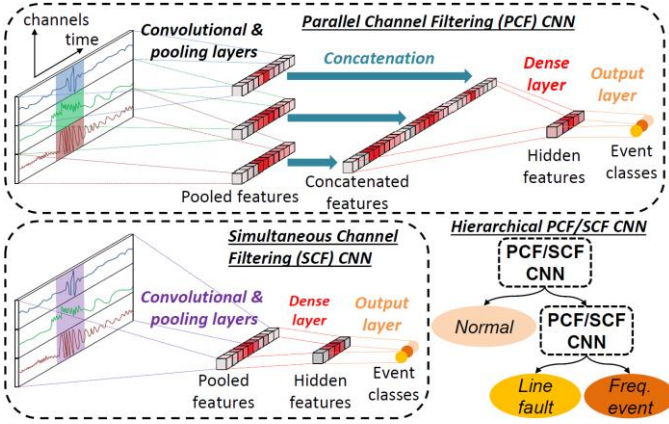 channels
time
Convolutional &
pooling layers
Parallel Channel Filtering (PCF) CNN
Concatenation
Dense
layer
Output
layer
Pooled features
Concatenated
features
Hidden
features
Event
classes
Simultaneous Channel
Filtering (SCF) CNN
Convolutional &
pooling layers
Dense
layer
Output
layer
Pooled
features
Hidden
features
Event
classes
Hierarchical PCF/SCF CNN
PCF/SCF
CNN
Normal
PCF/SCF
CNN
Line
fault
Freq.
event